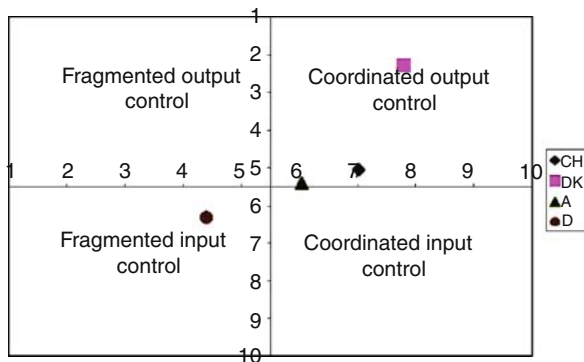 1
2
Fragmented output
control
Coordinated output
control
3
4
1 2 3 4 5 5 6 7 8 9 10
6
Fragmented input
control
Coordinated input
control
7
8
9
10
CH
DK
A
D